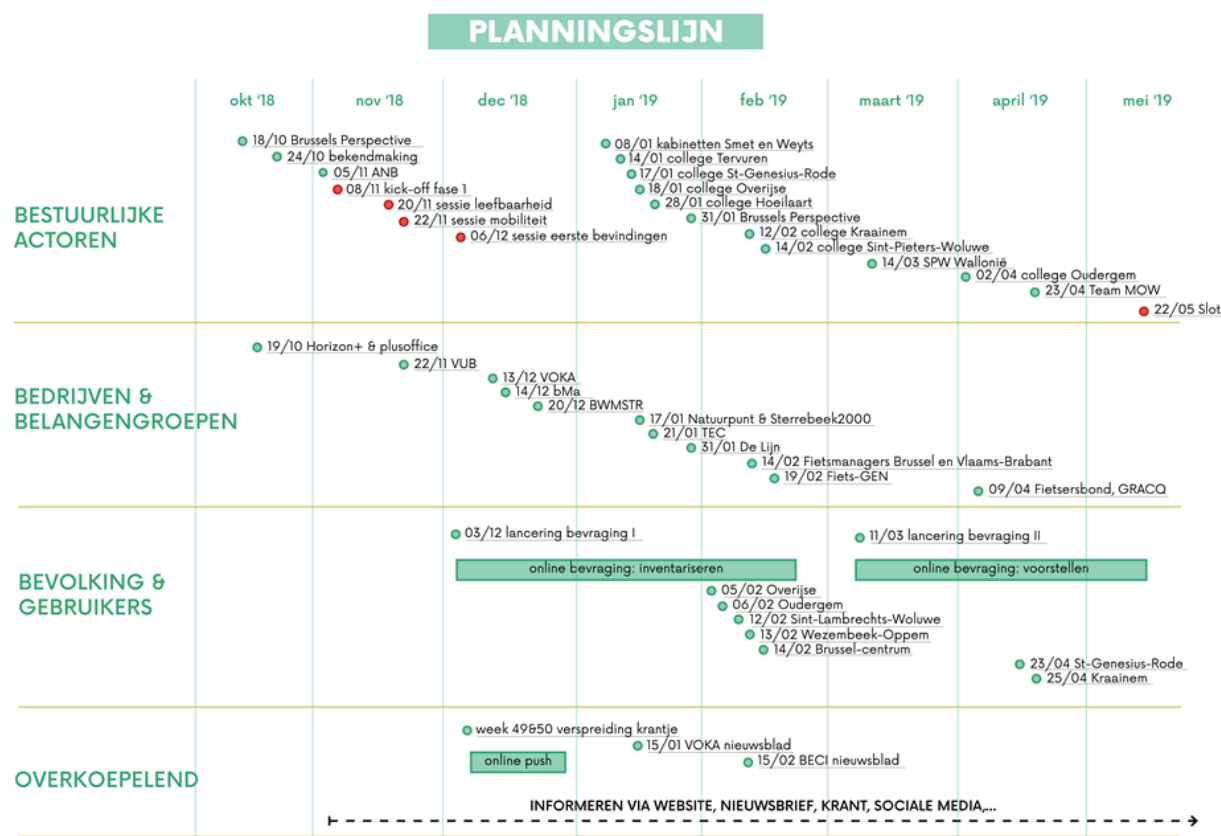 PLANNINGSLIJN
okt ‘18
nov ‘18
dec ‘18
jan ‘19
feb ‘19
maart ‘19
april ‘19
mei ‘19
BESTUURLIJKE
ACTOREN
18/10 Brussels Perspective
24/10 bekendmaking
05/11 ANB
08/11 kick-off fase 1
20/11 sessie leefbaarheid
22/11 sessie mobiliteit
06/12 sessie eerste bevindingen
08/01 kabinetten Smet en Weyts
14/01 college Tervuren
17/01 college St-Genesius-Rode
18/01 college Overijse
28/01 college Hoeilaart
31/01 Brussels Perspective
12/02 college Kraainem
14/02 college Sint-Pieters-Woluwe
14/03 SPW Wallonië
02/04 college Oudergem
23/04 Team MOW
22/05 Slot
BEDRIJVEN &
BELANGENGROEPEN
19/10 Horizon+ & plusoffice
22/11 VUB
13/12 VOKA
14/12 bMa
20/12 BWMSTR
17/01 Natuurpunt & Sterrebeek2000
21/01 TEC
31/01 De Lijn
14/02 Fietsmanagers Brussel en Vlaams-Brabant
19/02 Fiets-GEN
09/04 Fietsersbond, GRACQ
BEVOLKING &
GEBRUIKERS
03/12 lancering bevraging I
11/03 lancering bevraging II
online bevraging: inventariseren
online bevraging: voorstellen
05/02 Overijse
06/02 Oudergem
12/02 Sint-Lambrechts-Woluwe
13/02 Wezembeek-Oppem
14/02 Brussel-centrum
23/04 St-Genesius-Rode
25/04 Kraainem
OVERKOEPELEND
week 49&50 verspreiding krantje
online push
15/01 VOKA nieuwsblad
15/02 BECI nieuwsblad
INFORMEREN VIA WEBSITE, NIEUWSBRIEF, KRANT, SOCIALE MEDIA,...